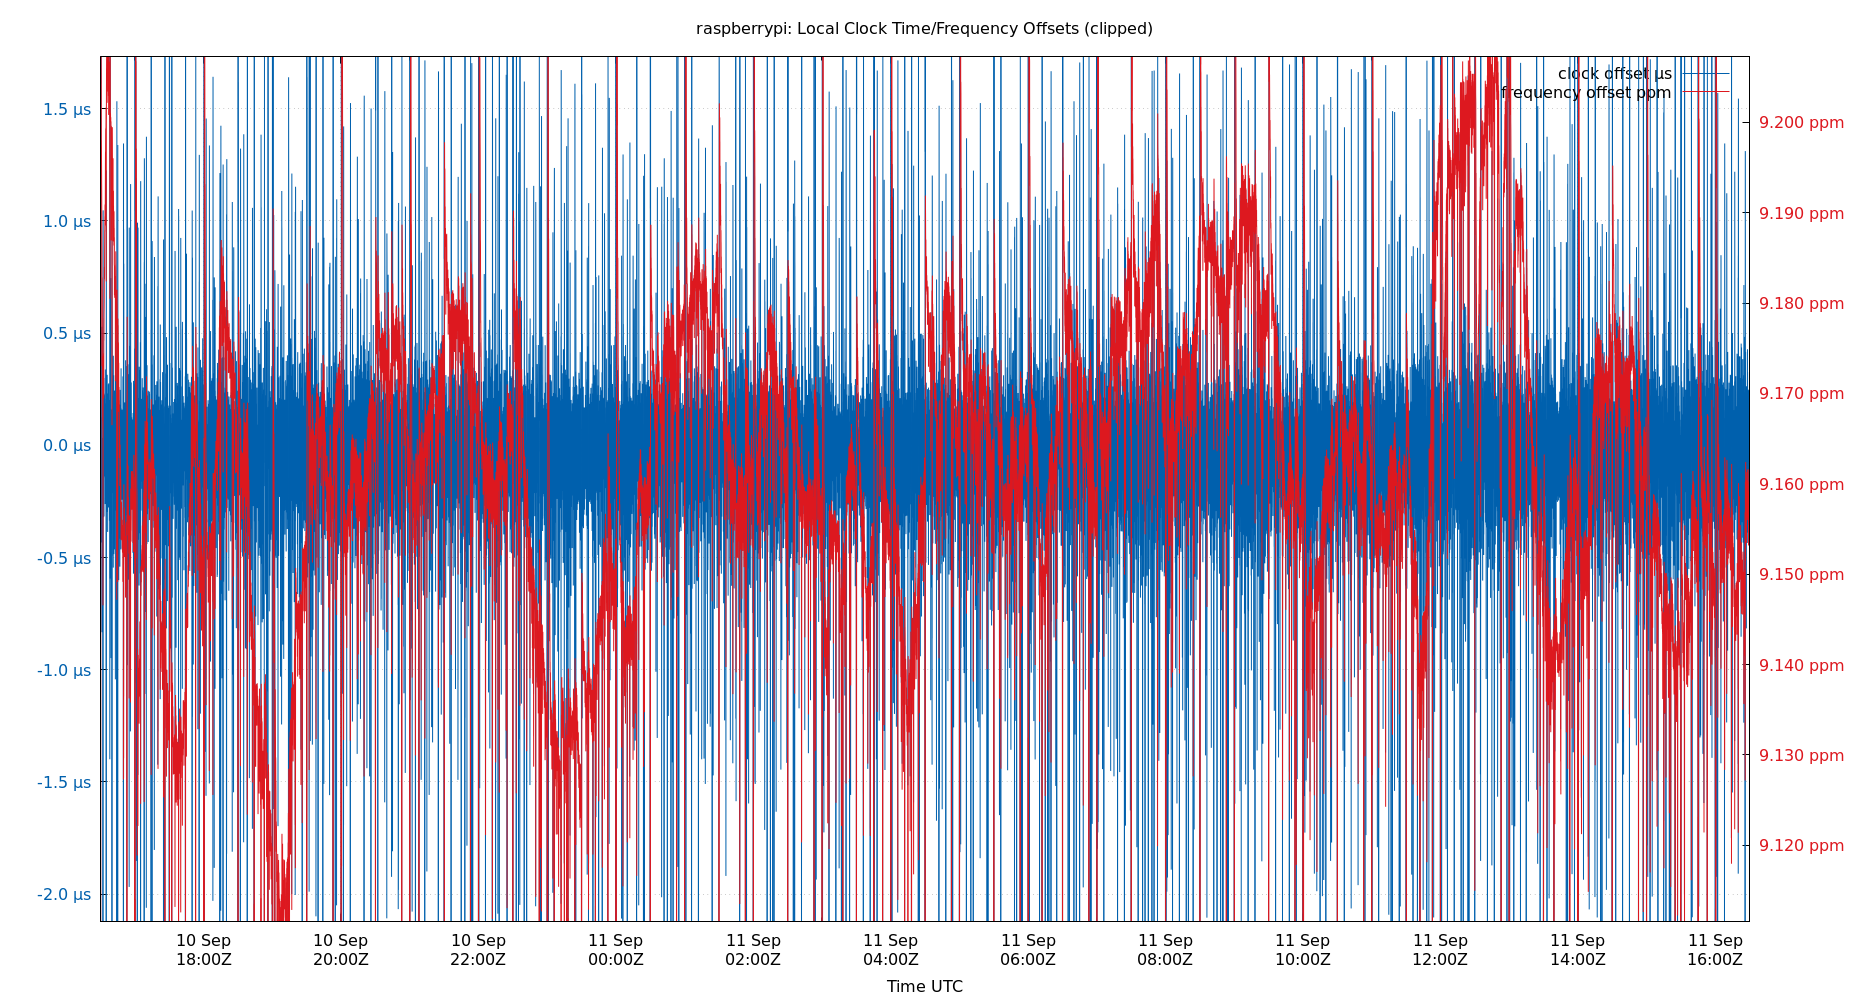 raspberrypi: Local Clock Time/Frequency Offsets (clipped)
clock offset µs
frequency offset ppm
1.5 µs
1.0 µs
0.5 µs
0.0 µs
-0.5 µs
-1.0 µs
-1.5 µs
-2.0 µs
9.200 ppm
9.190 ppm
9.180 ppm
9.170 ppm
9.160 ppm
9.150 ppm
9.140 ppm
9.130 ppm
9.120 ppm
10 Sep 10 Sep 10 Sep 11 Sep 11 Sep 11 Sep 11 Sep 11 Sep 11 Sep 11 Sep 11 Sep 11 Sep
18:00Z 20:00Z 22:00Z 00:00Z 02:00Z 04:00Z 06:00Z 08:00Z 10:00Z 12:00Z 14:00Z 16:00Z
Time UTC